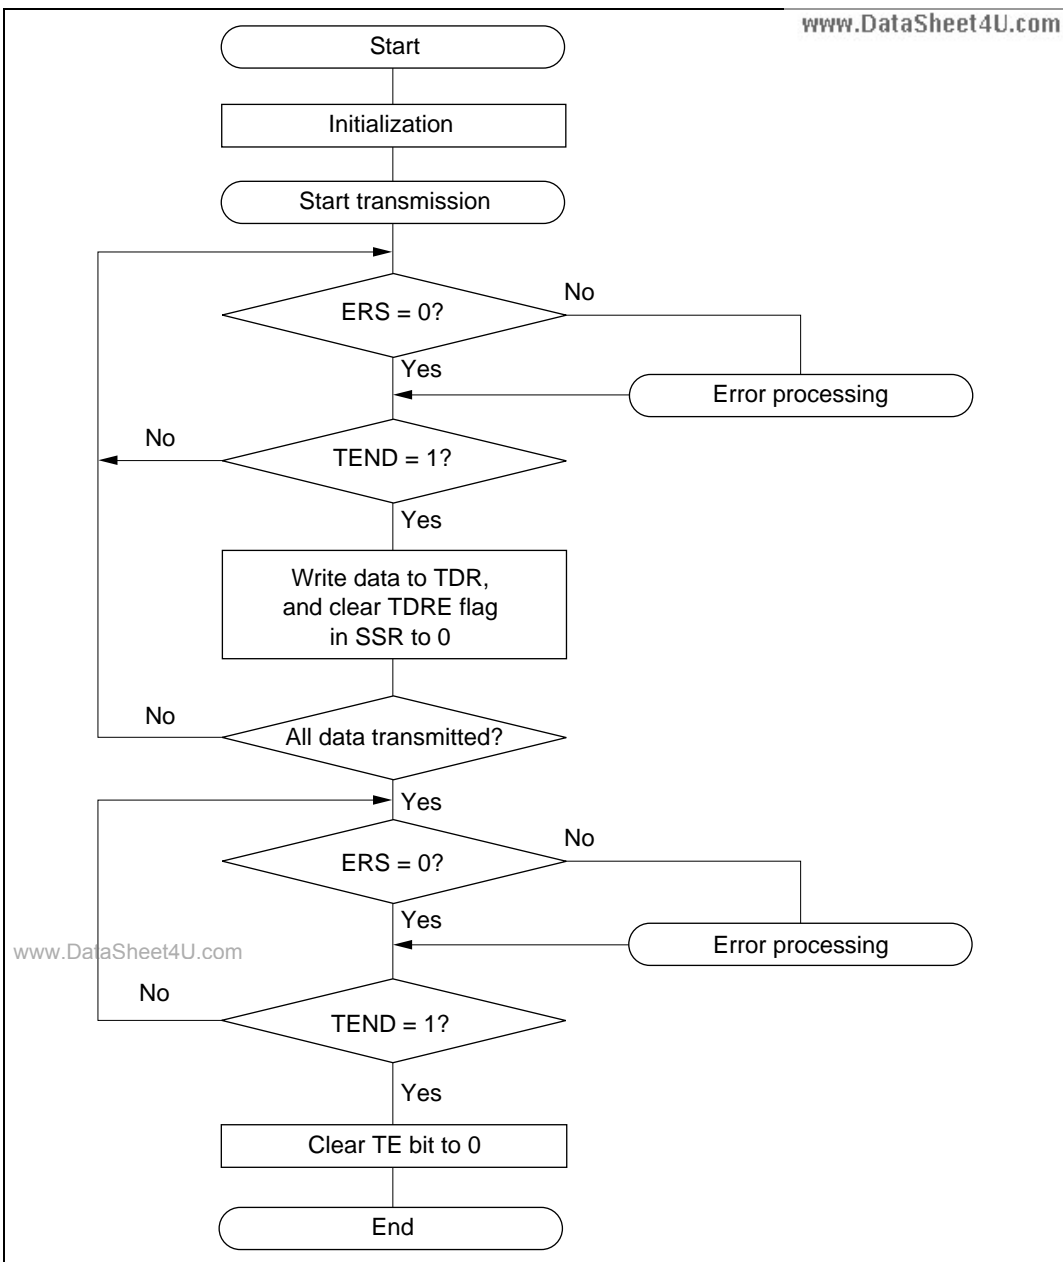 www.DataSheet4U.com
Start
Initialization
Start transmission
ERS = 0?
No
Yes
Error processing
No
TEND = 1?
Yes
Write data to TDR,
and clear TDRE flag
in SSR to 0
No
All data transmitted?
Yes
No
ERS = 0?
Yes
Error processing
www.DataSheet4U.com
No
TEND = 1?
Yes
Clear TE bit to 0
End